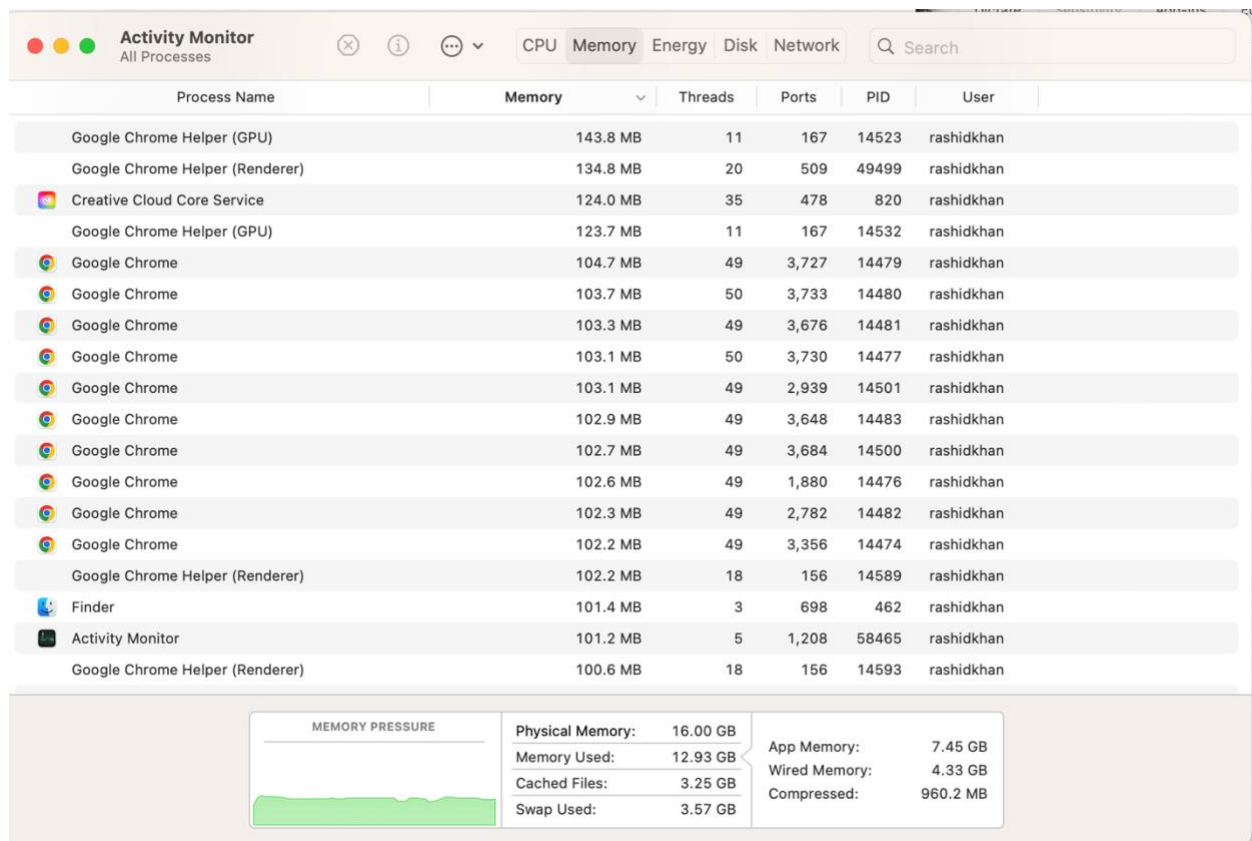 Activity Monitor
All Processes
CPU Memory Energy Disk Network Search
Process Name Memory Threads Ports PID User
Google Chrome Helper (GPU) 143.8 MB 11 167 14523 rashidkhan
Google Chrome Helper (Renderer) 134.8 MB 20 509 49499 rashidkhan
Creative Cloud Core Service 124.0 MB 35 478 820 rashidkhan
Google Chrome Helper (GPU) 123.7 MB 11 167 14532 rashidkhan
Google Chrome 104.7 MB 49 3,727 14479 rashidkhan
Google Chrome 103.7 MB 50 3,733 14480 rashidkhan
Google Chrome 103.3 MB 49 3,676 14481 rashidkhan
Google Chrome 103.1 MB 50 3,730 14477 rashidkhan
Google Chrome 103.1 MB 49 2,939 14501 rashidkhan
Google Chrome 102.9 MB 49 3,648 14483 rashidkhan
Google Chrome 102.7 MB 49 3,684 14500 rashidkhan
Google Chrome 102.6 MB 49 1,880 14476 rashidkhan
Google Chrome 102.3 MB 49 2,782 14482 rashidkhan
Google Chrome 102.2 MB 49 3,356 14474 rashidkhan
Google Chrome Helper (Renderer) 102.2 MB 18 156 14589 rashidkhan
Finder 101.4 MB 3 698 462 rashidkhan
Activity Monitor 101.2 MB 5 1,208 58465 rashidkhan
Google Chrome Helper (Renderer) 100.6 MB 18 156 14593 rashidkhan
MEMORY PRESSURE
Physical Memory: 16.00 GB
Memory Used: 12.93 GB
Cached Files: 3.25 GB
Swap Used: 3.57 GB
App Memory: 7.45 GB
Wired Memory: 4.33 GB
Compressed: 960.2 MB